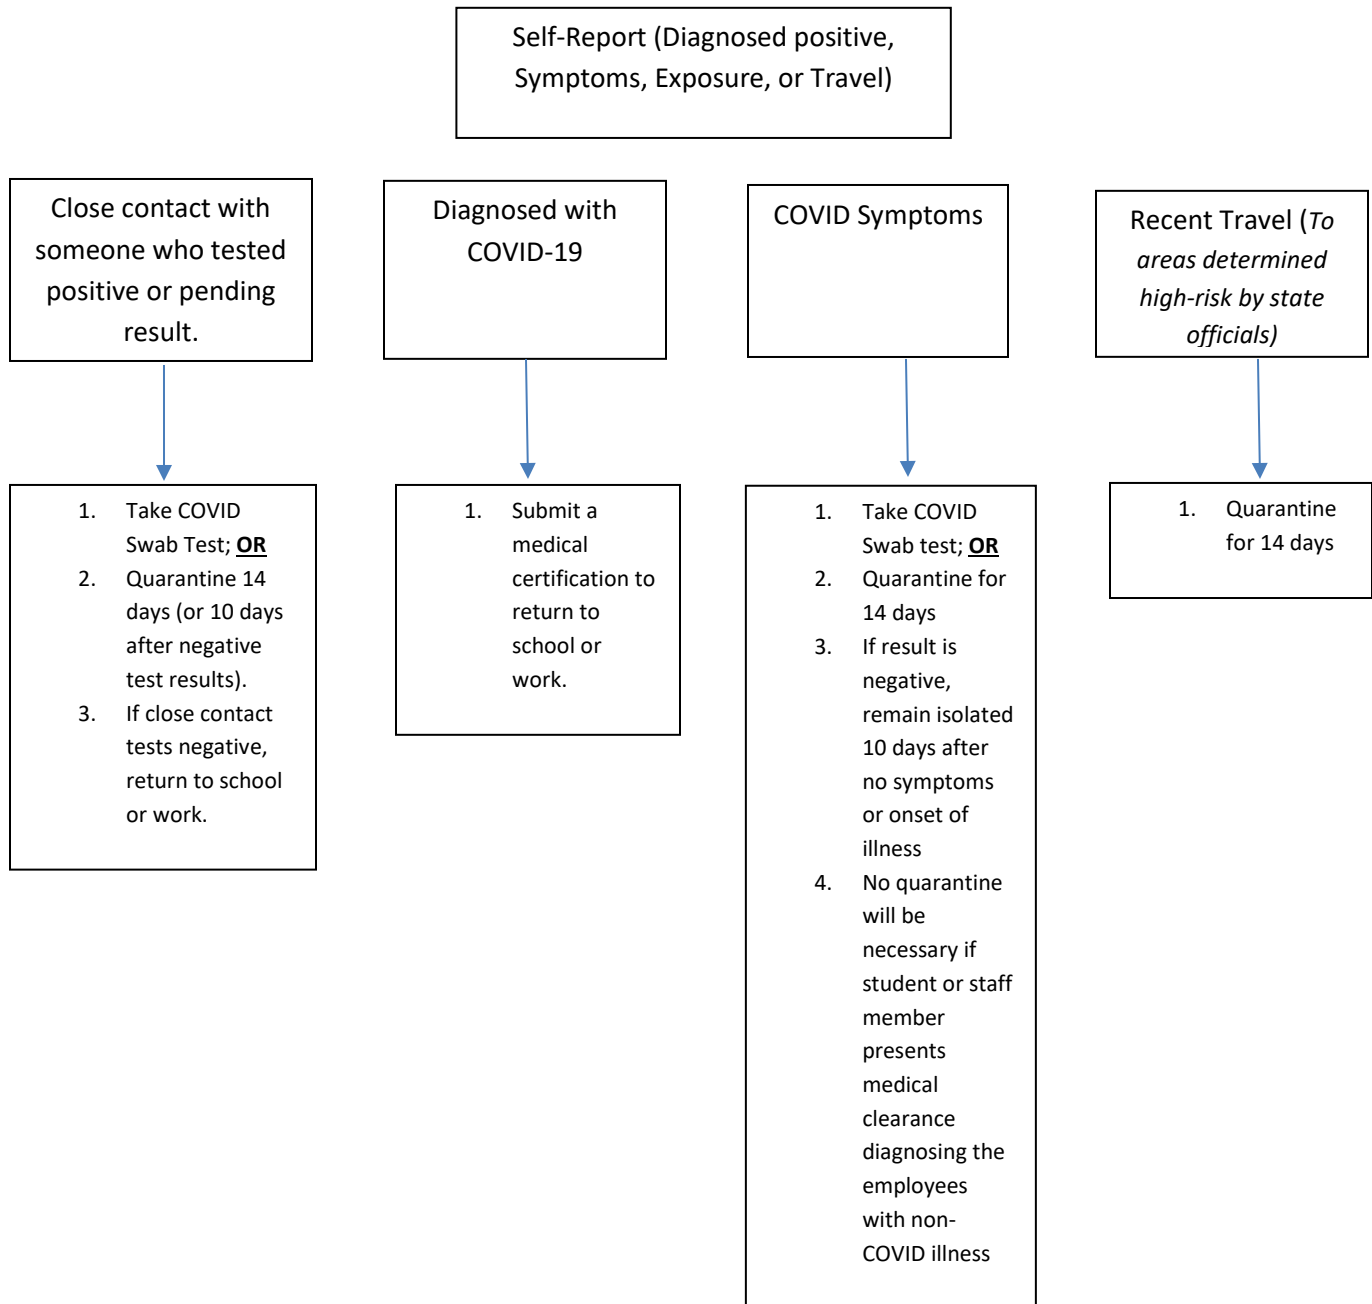 Self-Report (Diagnosed positive,
Symptoms, Exposure, or Travel)
Close contact with
someone who tested
positive or pending
result.
Diagnosed with
COVID-19
COVID Symptoms
Recent Travel (To
areas determined
high-risk by state
officials)
1. Take COVID
Swab Test; OR
2. Quarantine 14
days (or 10 days
after negative
test results).
3. If close contact
tests negative,
return to school
or work.
1. Submit a
medical
certification to
return to
school or
work.
1. Take COVID
Swab test; OR
2. Quarantine for
14 days
3. If result is
negative,
remain isolated
10 days after
no symptoms
or onset of
illness
4. No quarantine
will be
necessary if
student or staff
member
presents
medical
clearance
diagnosing the
employees
with non-
COVID illness
1. Quarantine
for 14 days